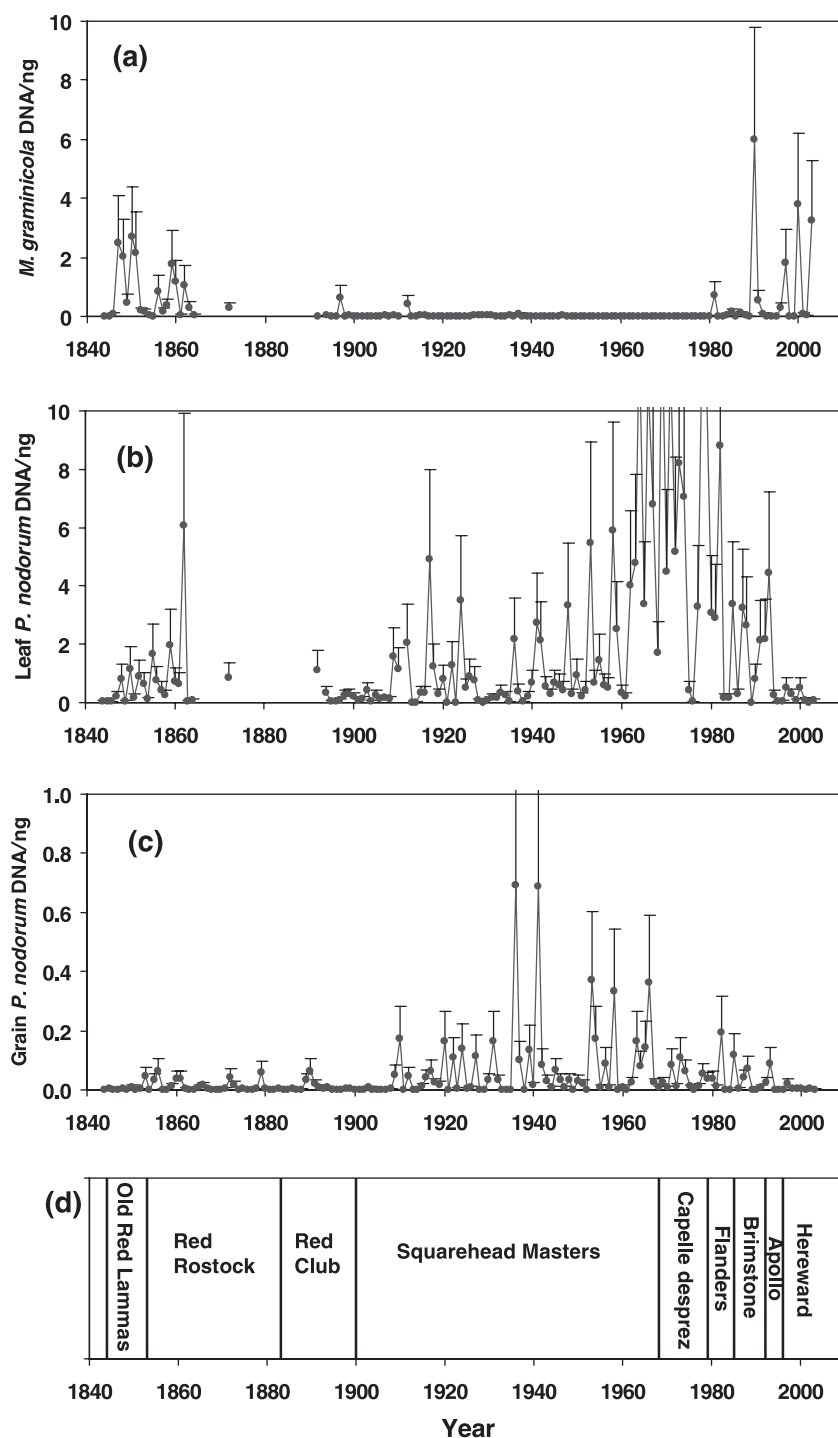 10
(a)
8
6
4
2
0
M. graminicola DNA/ng
1840 1860 1880 1900 1920 1940 1960 1980 2000
10
(b)
8
6
4
2
0
Leaf P. nodorum DNA/ng
1840 1860 1880 1900 1920 1940 1960 1980 2000
1.0
(c)
0.8
0.6
0.4
0.2
0.0
Grain P. nodorum DNA/ng
1840 1860 1880 1900 1920 1940 1960 1980 2000
(d)
Old Red Lammas
Red
Rostock
Red
Club
Squarehead Masters
Capelle desprez
Flanders
Brimstone
Apollo
Hereward
1840 1860 1880 1900 1920 1940 1960 1980 2000
Year